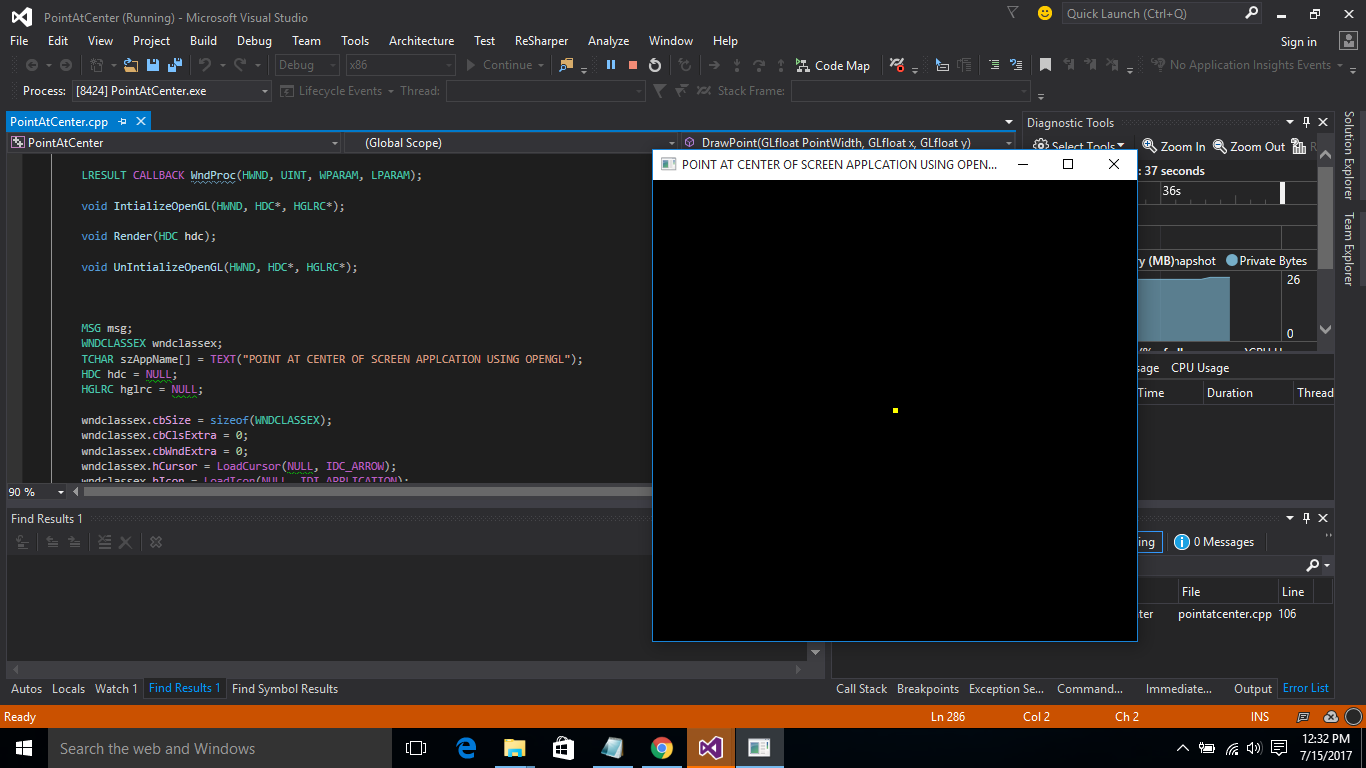 PointAtCenter (Running) - Microsoft Visual Studio
Quick Launch (Ctrl+Q)
File Edit View Project Build Debug Team Tools Architecture Test ReSharper Analyze Window Help
Sign in
Debug x86 Continue Code Map No Application Insights Events
Process: [8424] PointAtCenter.exe Lifecycle Events Thread: Stack Frame:
PointAtCenter.cpp
PointAtCenter (Global Scope) DrawPoint(GLfloat PointWidth, GLfloat x, GLfloat y)
LRESULT CALLBACK WndProc(HWND, UINT, WPARAM, LPARAM);
void IntializeOpenGL(HWND, HDC*, HGLRC*);
void Render(HDC hdc);
void UnIntializeOpenGL(HWND, HDC*, HGLRC*);
MSG msg;
WNDCLASSEX wndclassex;
TCHAR szAppName[] = TEXT("POINT AT CENTER OF SCREEN APPLCATION USING OPENGL");
HDC hdc = NULL;
HGLRC hglrc = NULL;
wndclassex.cbSize = sizeof(WNDCLASSEX);
wndclassex.cbClsExtra = 0;
wndclassex.cbWndExtra = 0;
wndclassex.hCursor = LoadCursor(NULL, IDC_ARROW);
wndclassex.hIcon = LoadIcon(NULL, IDI_APPLICATION);
90 %
POINT AT CENTER OF SCREEN APPLCATION USING OPEN...
Diagnostic Tools
Select Tools Zoom In Zoom Out
: 37 seconds
36s
ry (MB) napshot Private Bytes
26
0
sage CPU Usage
Time Duration Thread
Find Results 1
ing 0 Messages
File Line
ter pointatcenter.cpp 106
Autos Locals Watch 1 Find Results 1 Find Symbol Results
Call Stack Breakpoints Exception Se... Command... Immediate... Output Error List
Solution Explorer
Team Explorer
Ready Ln 286 Col 2 Ch 2 INS
Search the web and Windows
12:32 PM
7/15/2017